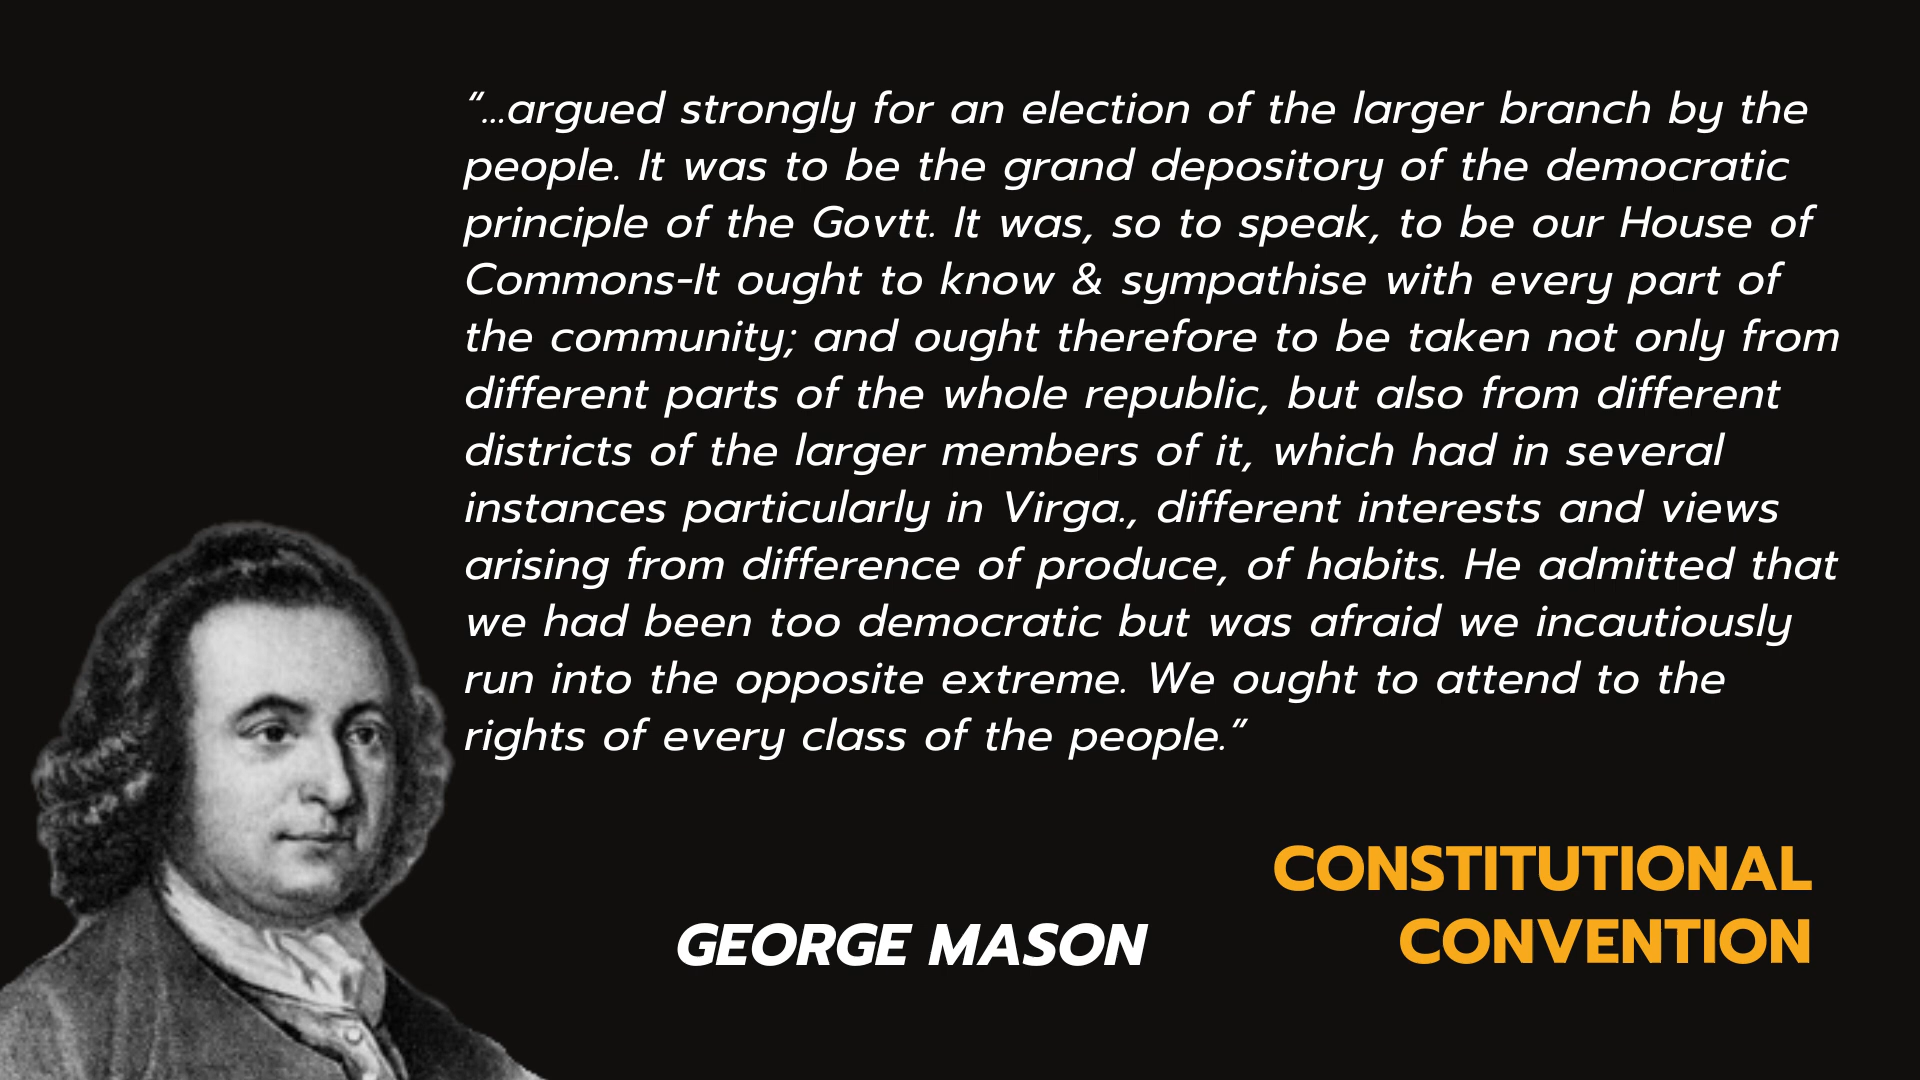 “...argued strongly for an election of the larger branch by the
people. It was to be the grand depository of the democratic
principle of the Govtt. It was, so to speak, to be our House of
Commons-It ought to know & sympathise with every part of
the community; and ought therefore to be taken not only from
different parts of the whole republic, but also from different
districts of the larger members of it, which had in several
instances particularly in Virga., different interests and views
arising from difference of produce, of habits. He admitted that
we had been too democratic but was afraid we incautiously
run into the opposite extreme. We ought to attend to the
rights of every class of the people.”
GEORGE MASON
CONSTITUTIONAL
CONVENTION